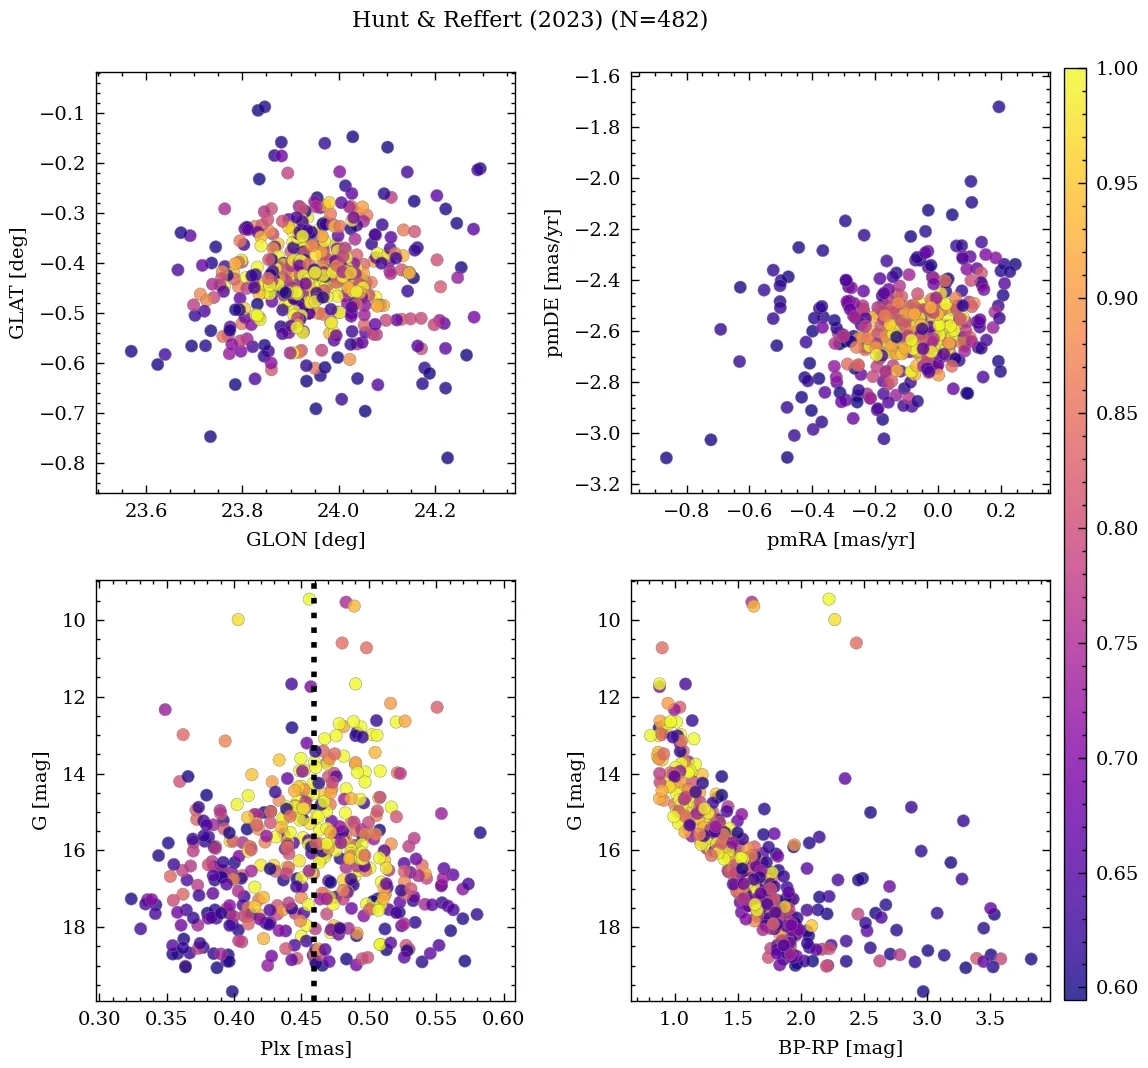 Hunt & Reffert (2023) (N=482)
−0.1
−0.2
−0.3
−0.4
−0.5
−0.6
−0.7
−0.8
GLAT [deg]
23.6 23.8 24.0 24.2
GLON [deg]
−1.6
−1.8
−2.0
−2.2
−2.4
−2.6
−2.8
−3.0
−3.2
pmDE [mas/yr]
−0.8 −0.6 −0.4 −0.2 0.0 0.2
pmRA [mas/yr]
10
12
14
16
18
G [mag]
0.30 0.35 0.40 0.45 0.50 0.55 0.60
Plx [mas]
10
12
14
16
18
G [mag]
1.0 1.5 2.0 2.5 3.0 3.5
BP-RP [mag]
1.00
0.95
0.90
0.85
0.80
0.75
0.70
0.65
0.60